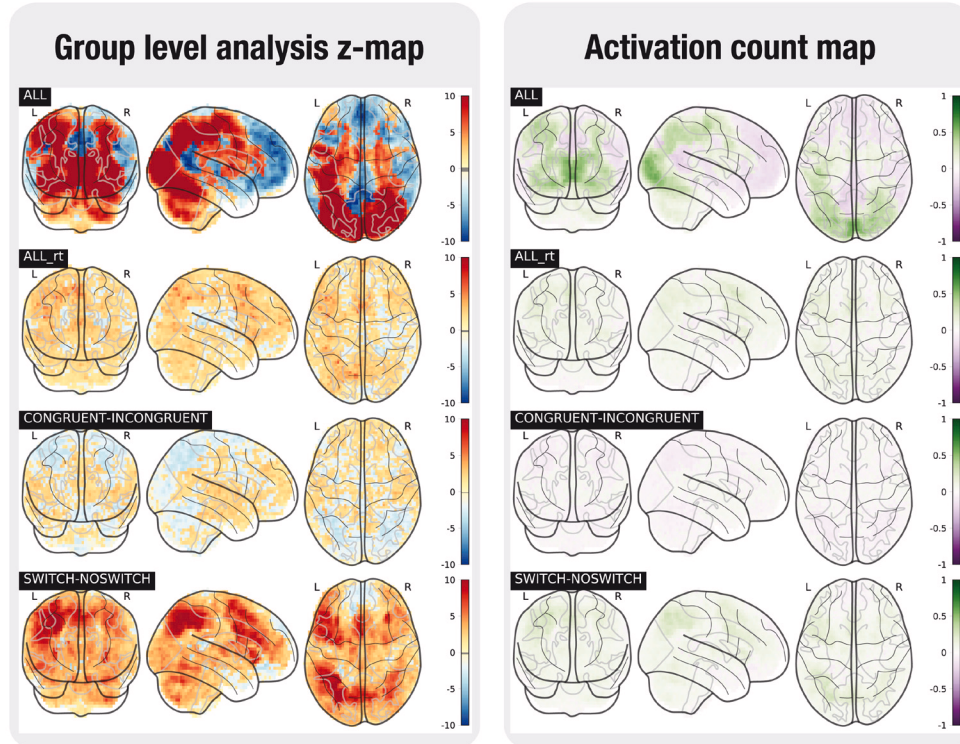 Group level analysis z-map
ALL
L R
L R
10
5
0
-5
-10
ALL_rt
L R
L R
10
5
0
-5
-10
CONGRUENT-INCONGRUENT
L R
L R
10
5
0
-5
-10
SWITCH-NOSWITCH
L R
L R
10
5
0
-5
-10
Activation count map
ALL
L R
L R
1
0.5
0
-0.5
-1
ALL_rt
L R
L R
1
0.5
0
-0.5
-1
CONGRUENT-INCONGRUENT
L R
L R
1
0.5
0
-0.5
-1
SWITCH-NOSWITCH
L R
L R
1
0.5
0
-0.5
-1